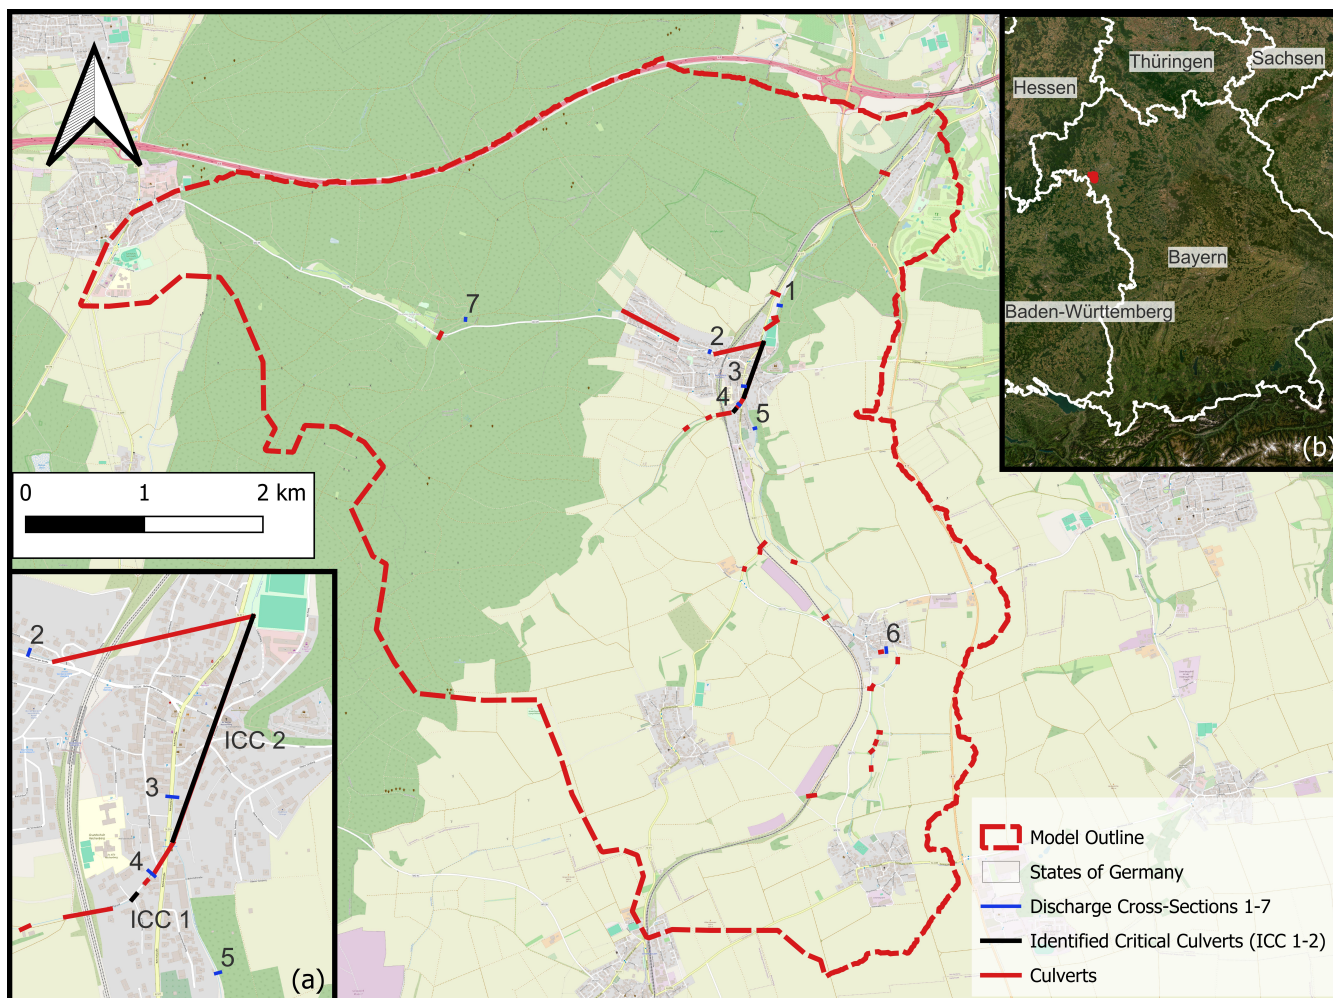 Thüringen
Sachsen
Hessen
Bayern
Baden-Württemberg
(b)
7
1
2
3
4
5
0 1 2 km
6
2
ICC 2
3
4
ICC 1
5
(a)
Model Outline
States of Germany
Discharge Cross-Sections 1-7
Identified Critical Culverts (ICC 1-2)
Culverts